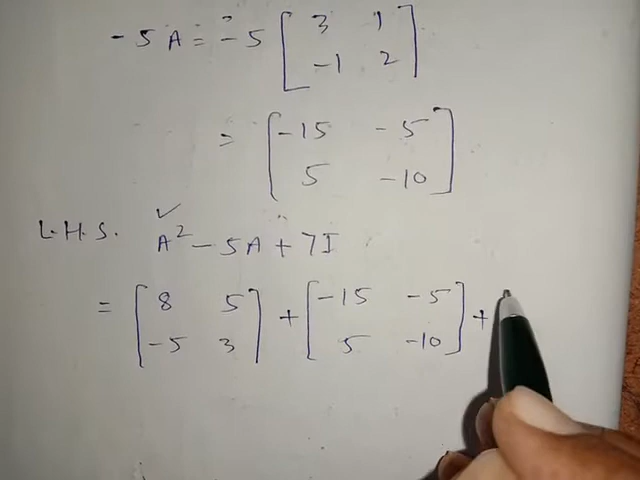 -5A = -5 [3 1
-1 2]
= [-15 -5
5 -10]
L.H.S. A² - 5A + 7I
= [8 5
-5 3] + [-15 -5
5 -10] +